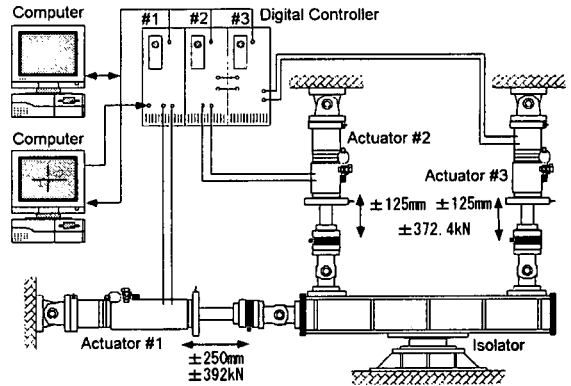 Computer
#1 #2 #3 Digital Controller
Computer
Actuator #2
Actuator #3
±125mm ±125mm
±372.4kN
Actuator #1
±250mm
±392kN
Isolator